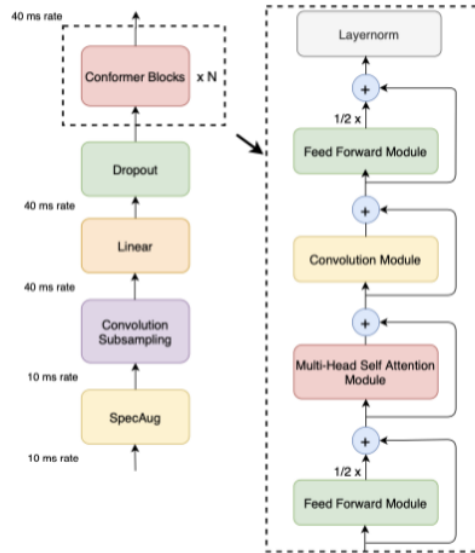 40 ms rate
Conformer Blocks
x N
Dropout
40 ms rate
Linear
40 ms rate
Convolution
Subsampling
10 ms rate
SpecAug
10 ms rate
Layernorm
+
1/2 x
Feed Forward Module
+
Convolution Module
+
Multi-Head Self Attention
Module
+
1/2 x
Feed Forward Module